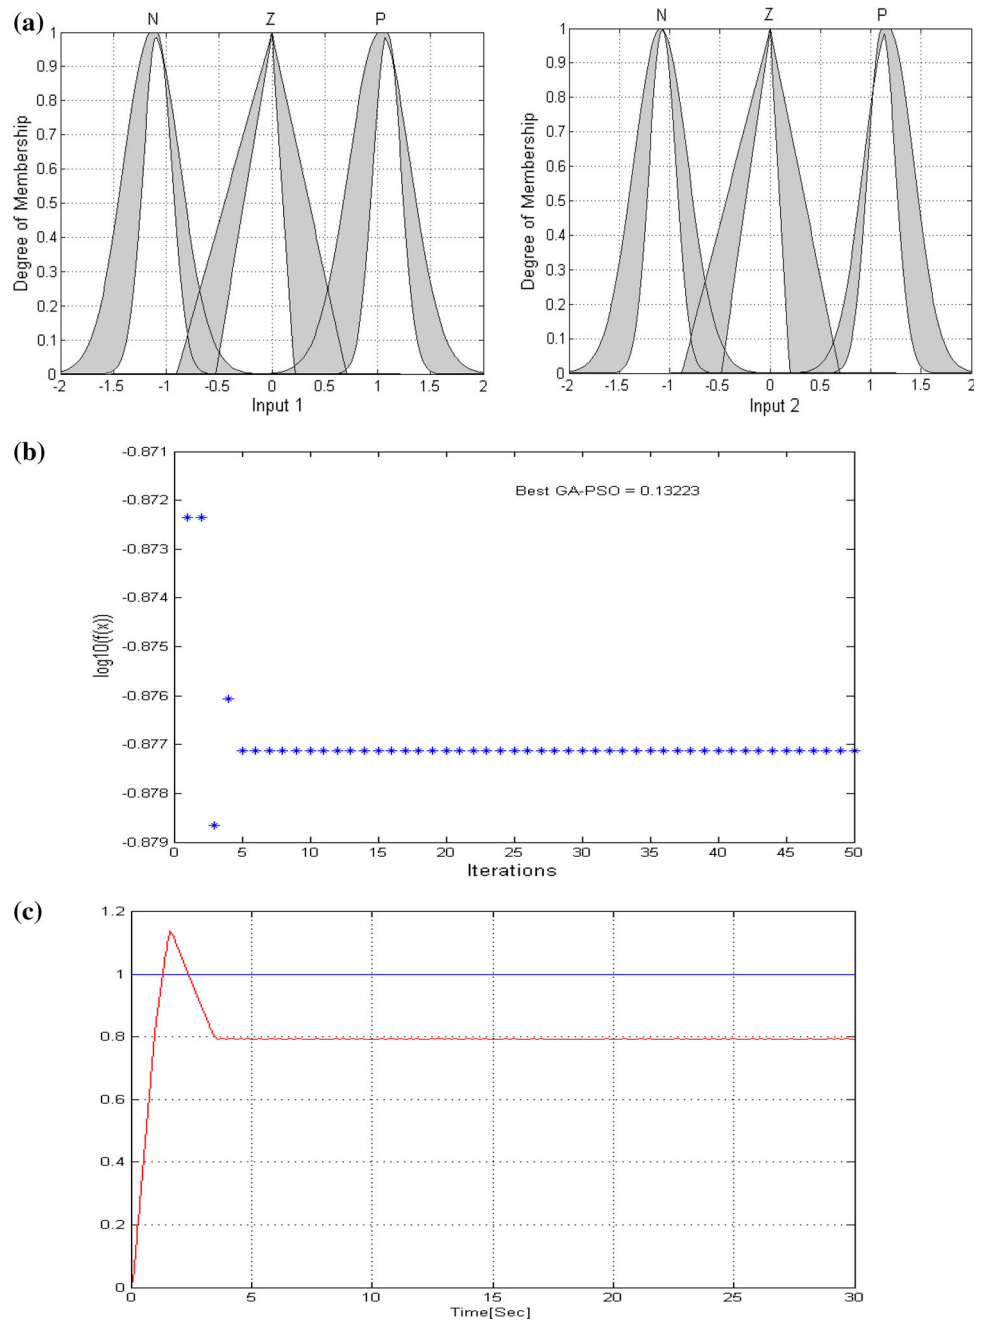 (a)
N Z P
1
0.9
0.8
0.7
0.6
0.5
0.4
0.3
0.2
0.1
0
Degree of Membership
-2 -1.5 -1 -0.5 0 0.5 1 1.5 2
Input 1
N Z P
1
0.9
0.8
0.7
0.6
0.5
0.4
0.3
0.2
0.1
0
Degree of Membership
-2 -1.5 -1 -0.5 0 0.5 1 1.5 2
Input 2
(b)
-0.871
-0.872
-0.873
-0.874
-0.875
-0.876
-0.877
-0.878
-0.879
log10(f(x))
Best GA-PSO = 0.13223
0 5 10 15 20 25 30 35 40 45 50
Iterations
(c)
1.2
1
0.8
0.6
0.4
0.2
0
0 5 10 15 20 25 30
Time[Sec]